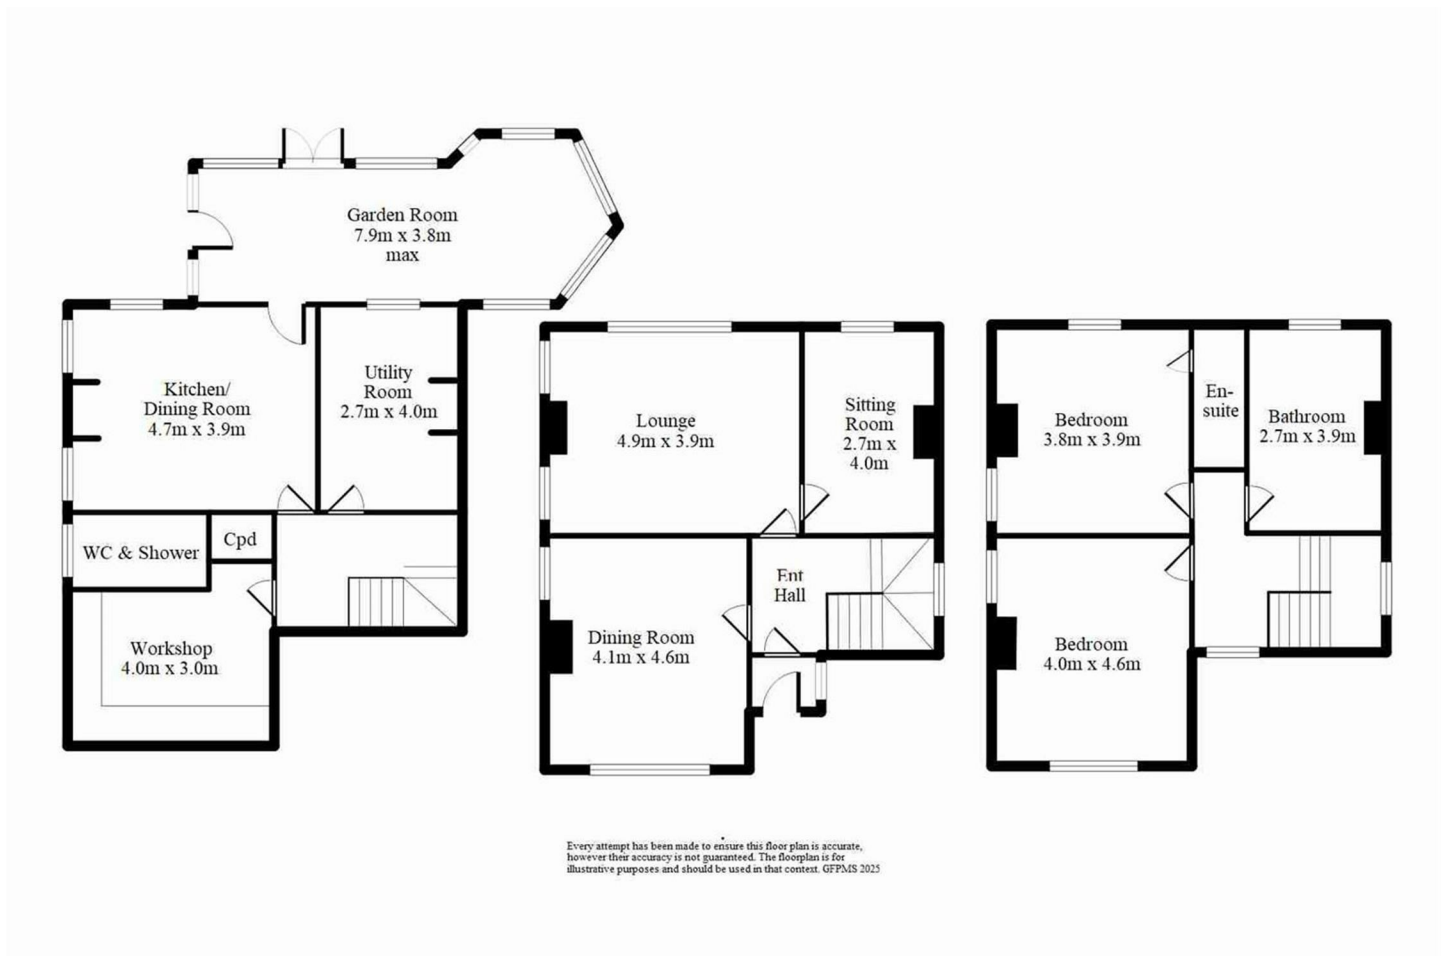 Garden Room
7.9m x 3.8m
max
Kitchen/
Dining Room
4.7m x 3.9m
Utility
Room
2.7m x 4.0m
WC & Shower
Cpd
Workshop
4.0m x 3.0m
Lounge
4.9m x 3.9m
Sitting
Room
2.7m x
4.0m
Ent
Hall
Dining Room
4.1m x 4.6m
Bedroom
3.8m x 3.9m
En-
suite
Bathroom
2.7m x 3.9m
Bedroom
4.0m x 4.6m
Every attempt has been made to ensure this floor plan is accurate,
however their accuracy is not guaranteed. The floorplan is for
illustrative purposes and should be used in that context. GFPMS 2025